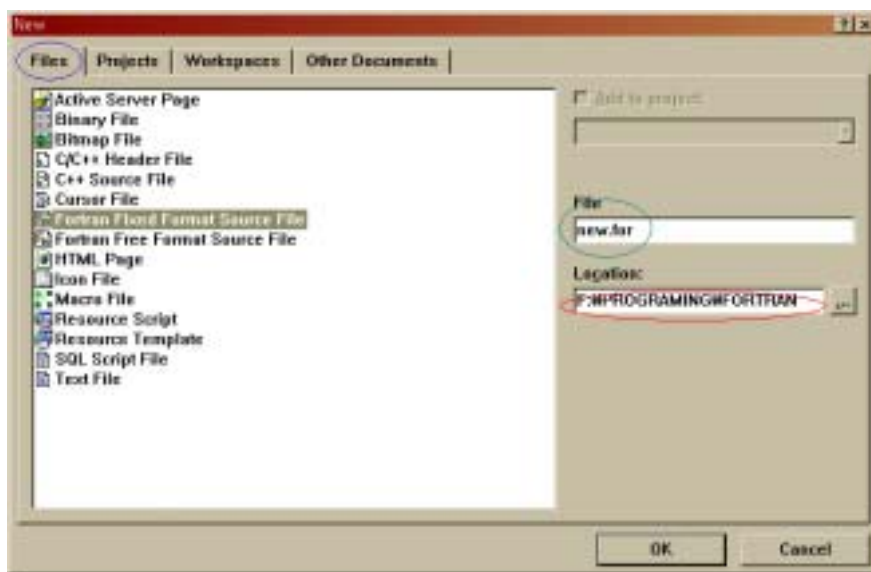 New
Files
Projects
Workspaces
Other Documents
Active Server Page
Binary File
Bitmap File
C/C++ Header File
C++ Source File
Cursor File
Fortran Fixed Format Source File
Fortran Free Format Source File
HTML Page
Icon File
Macro File
Resource Script
Resource Template
SQL Script File
Text File
Add to project:
File
new.for
Location:
F:₩PROGRAMING₩FORTRAN
...
OK
Cancel